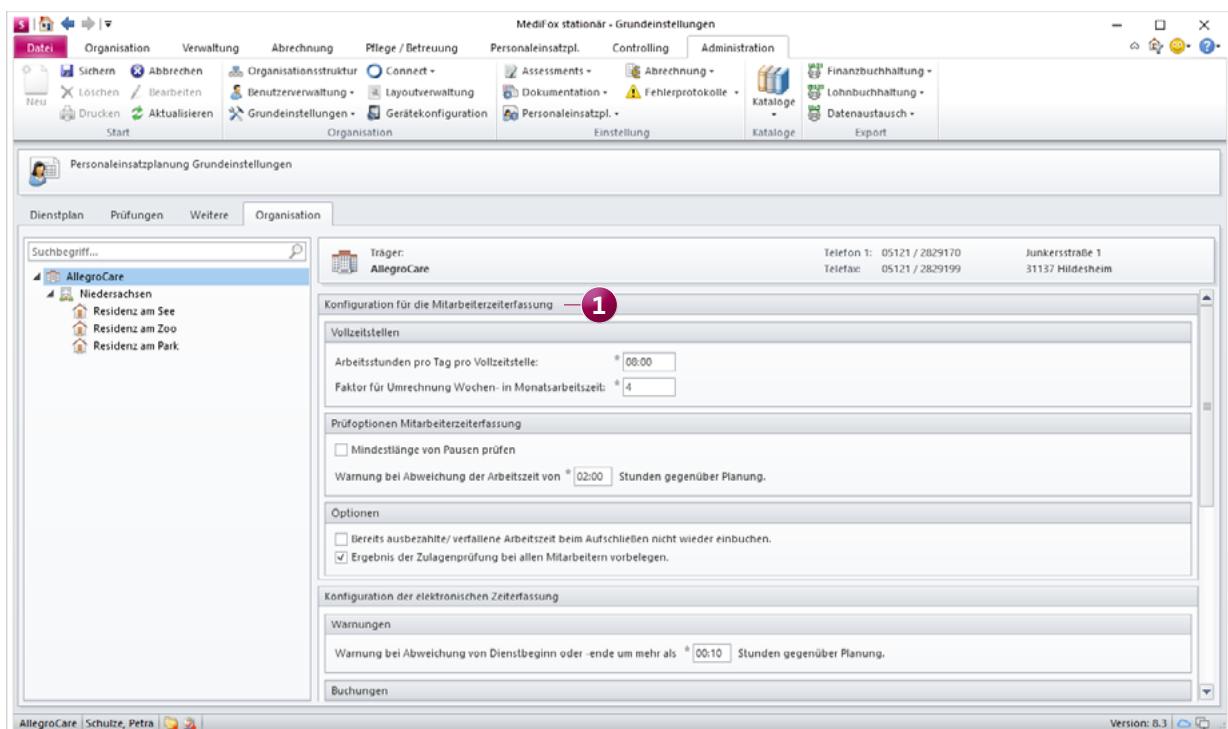 MediFox stationär - Grundeinstellungen
Datei Organisation Verwaltung Abrechnung Pflege / Betreuung Personaleinsatzpl. Controlling Administration
Neu
Sichern Abbrechen
Löschen Bearbeiten
Drucken Aktualisieren
Start
Organisationsstruktur Connect
Benutzerverwaltung Layoutverwaltung
Grundeinstellungen Gerätekonfiguration
Organisation
Assessments Abrechnung
Dokumentation Fehlerprotokolle
Personaleinsatzpl.
Einstellung
Kataloge
Kataloge
Finanzbuchhaltung
Lohnbuchhaltung
Datenaustausch
Export
Personaleinsatzplanung Grundeinstellungen
Dienstplan Prüfungen Weitere Organisation
Suchbegriff...
AllegroCare
Niedersachsen
Residenz am See
Residenz am Zoo
Residenz am Park
Träger: Telefon 1: 05121 / 2829170 Junkersstraße 1
AllegroCare Telefax: 05121 / 2829199 31137 Hildesheim
Konfiguration für die Mitarbeiterzeiterfassung 1
Vollzeitstellen
Arbeitsstunden pro Tag pro Vollzeitstelle: * 08:00
Faktor für Umrechnung Wochen- in Monatsarbeitszeit: * 4
Prüfoptionen Mitarbeiterzeiterfassung
Mindestlänge von Pausen prüfen
Warnung bei Abweichung der Arbeitszeit von * 02:00 Stunden gegenüber Planung.
Optionen
Bereits ausbezahlte/ verfallene Arbeitszeit beim Aufschließen nicht wieder einbuchen.
Ergebnis der Zulagenprüfung bei allen Mitarbeitern vorbelegen.
Konfiguration der elektronischen Zeiterfassung
Warnungen
Warnung bei Abweichung von Dienstbeginn oder -ende um mehr als * 00:10 Stunden gegenüber Planung.
Buchungen
AllegroCare Schulze, Petra Version: 8.3